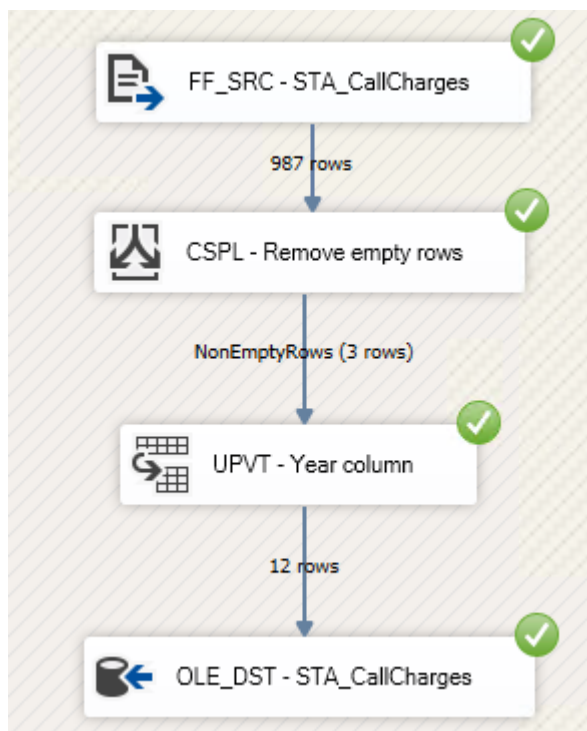 FF_SRC - STA_CallCharges
987 rows
CSPL - Remove empty rows
NonEmptyRows (3 rows)
UPVT - Year column
12 rows
OLE_DST - STA_CallCharges